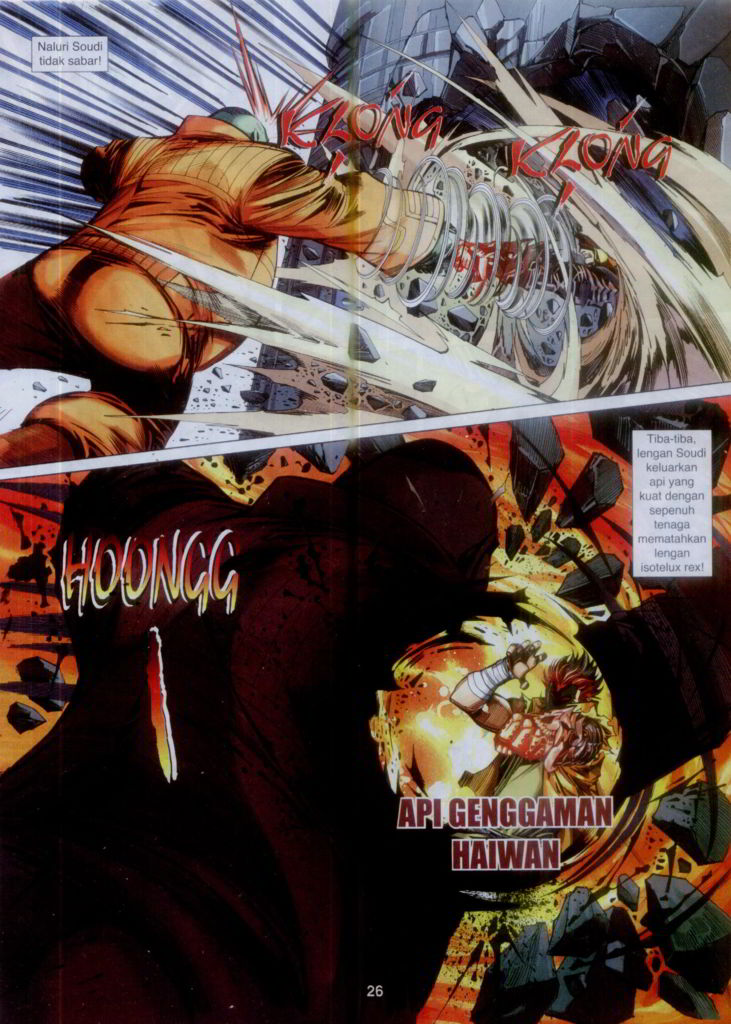 Naluri Soudi
tidak sabar!
KLONG
KLONG
Tiba-tiba,
lengan Soudi
keluarkan
api yang
kuat dengan
sepenuh
tenaga
mematahkan
lengan
isotelux rex!
HOONGG
API GENGGAMAN
HAIWAN
26